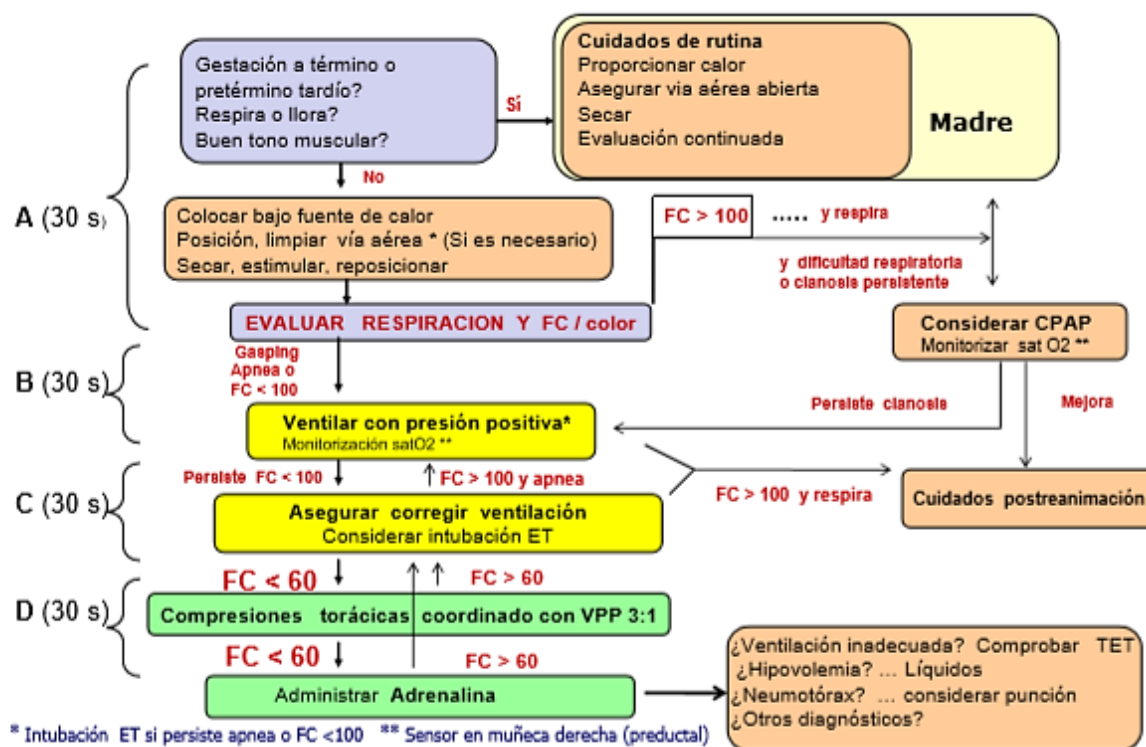 Gestación a término o
pretérmino tardío?
Respira o llora?
Buen tono muscular?
Sí
Cuidados de rutina
Proporcionar calor
Asegurar via aérea abierta
Secar
Evaluación continuada
Madre
No
A (30 s)
Colocar bajo fuente de calor
Posición, limpiar vía aérea * (Si es necesario)
Secar, estimular, reposicionar
FC > 100 ..... y respira
y dificultad respiratoria
o cianosis persistente
EVALUAR RESPIRACION Y FC / color
Considerar CPAP
Monitorizar sat O2 **
B (30 s)
Gasping
Apnea o
FC < 100
Persiste cianosis
Mejora
Ventilar con presión positiva*
Monitorización satO2 **
Persiste FC < 100
FC > 100 y apnea
C (30 s)
FC > 100 y respira
Cuidados postreanimación
Asegurar corregir ventilación
Considerar intubación ET
FC < 60
FC > 60
D (30 s)
Compresiones torácicas coordinado con VPP 3:1
FC < 60
FC > 60
Administrar Adrenalina
¿Ventilación inadecuada? Comprobar TET
¿Hipovolemia? ... Líquidos
¿Neumotórax? ... considerar punción
¿Otros diagnósticos?
* Intubación ET si persiste apnea o FC <100 ** Sensor en muñeca derecha (preductal)